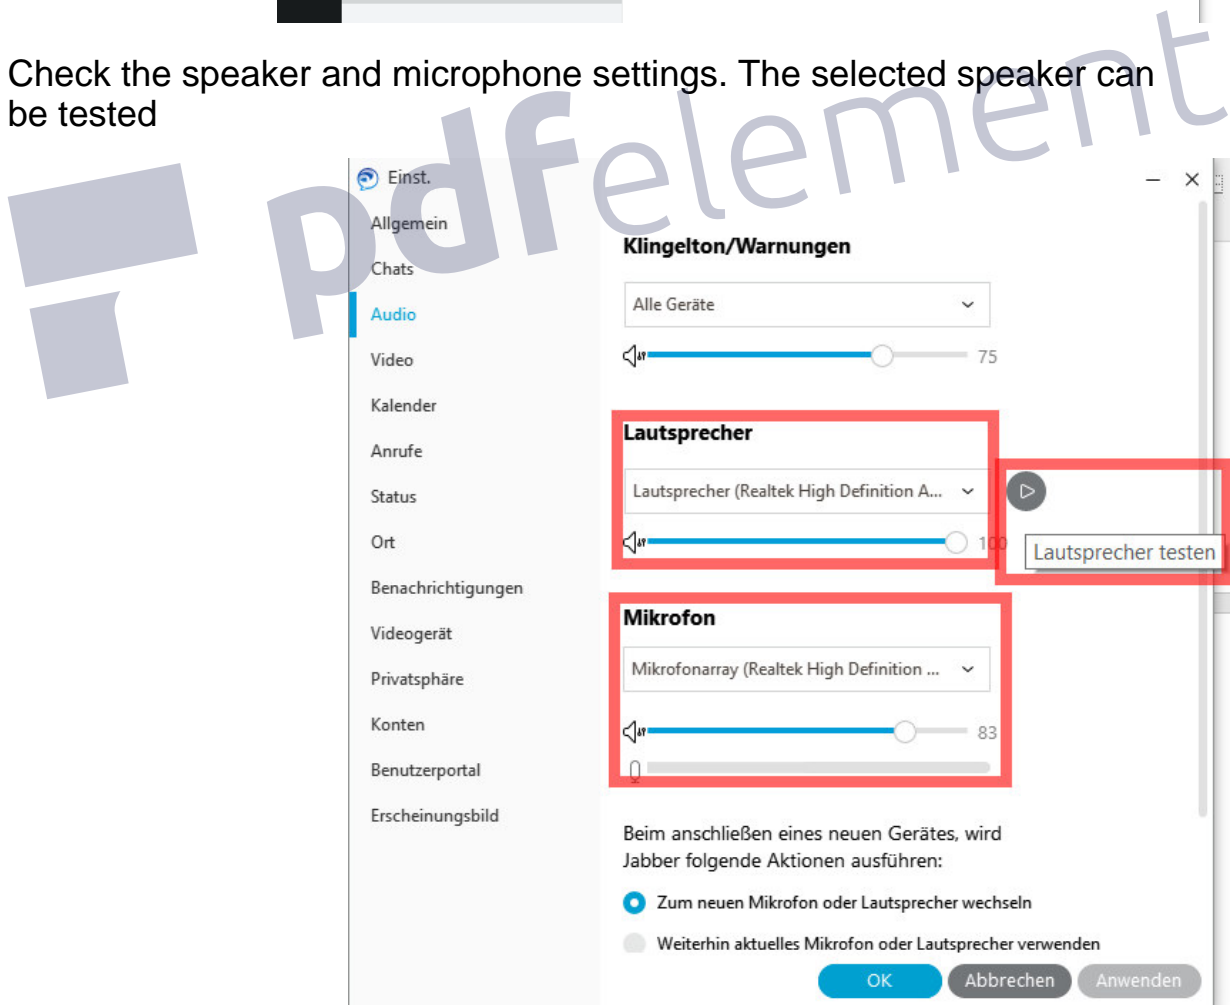 Check the speaker and microphone settings. The selected speaker can
be tested
pdfelement
Einst.
Allgemein
Chats
Audio
Video
Kalender
Anrufe
Status
Ort
Benachrichtigungen
Videogerät
Privatsphäre
Konten
Benutzerportal
Erscheinungsbild
Klingelton/Warnungen
Alle Geräte
75
Lautsprecher
Lautsprecher (Realtek High Definition A...
100
Lautsprecher testen
Mikrofon
Mikrofonarray (Realtek High Definition ...
83
Beim anschließen eines neuen Gerätes, wird
Jabber folgende Aktionen ausführen:
Zum neuen Mikrofon oder Lautsprecher wechseln
Weiterhin aktuelles Mikrofon oder Lautsprecher verwenden
OK
Abbrechen
Anwenden